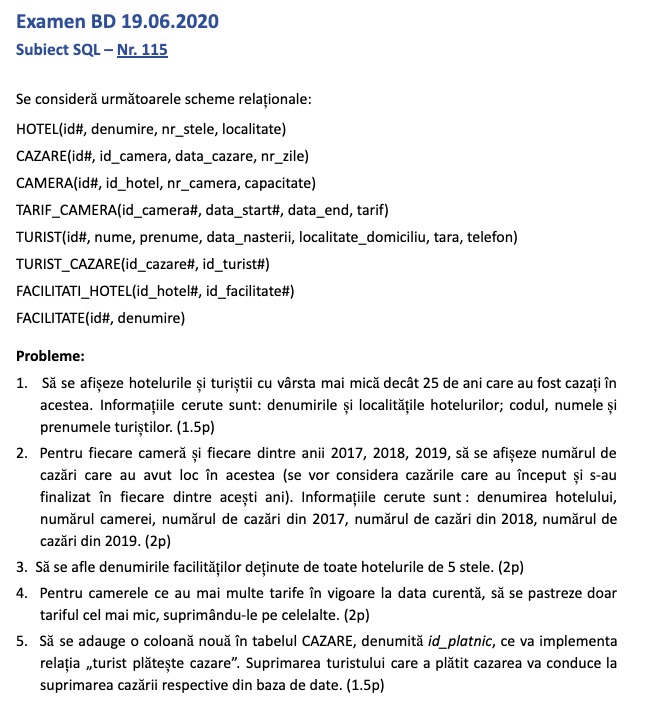 Examen BD 19.06.2020
Subiect SQL – Nr. 115
Se consideră următoarele scheme relaționale:
HOTEL(id#, denumire, nr_stele, localitate)
CAZARE(id#, id_camera, data_cazare, nr_zile)
CAMERA(id#, id_hotel, nr_camera, capacitate)
TARIF_CAMERA(id_camera#, data_start#, data_end, tarif)
TURIST(id#, nume, prenume, data_nasterii, localitate_domiciliu, tara, telefon)
TURIST_CAZARE(id_cazare#, id_turist#)
FACILITATI_HOTEL(id_hotel#, id_facilitate#)
FACILITATE(id#, denumire)
Probleme:
1. Să se afișeze hotelurile și turiștii cu vârsta mai mică decât 25 de ani care au fost cazați în
acestea. Informațiile cerute sunt: denumirile și localitățile hotelurilor; codul, numele și
prenumele turiștilor. (1.5p)
2. Pentru fiecare cameră și fiecare dintre anii 2017, 2018, 2019, să se afișeze numărul de
cazări care au avut loc în acestea (se vor considera cazările care au început și s-au
finalizat în fiecare dintre acești ani). Informațiile cerute sunt : denumirea hotelului,
numărul camerei, numărul de cazări din 2017, numărul de cazări din 2018, numărul de
cazări din 2019. (2p)
3. Să se afle denumirile facilităților deținute de toate hotelurile de 5 stele. (2p)
4. Pentru camerele ce au mai multe tarife în vigoare la data curentă, să se pastreze doar
tariful cel mai mic, suprimându-le pe celelalte. (2p)
5. Să se adauge o coloană nouă în tabelul CAZARE, denumită id_platnic, ce va implementa
relația „turist plătește cazare”. Suprimarea turistului care a plătit cazarea va conduce la
suprimarea cazării respective din baza de date. (1.5p)